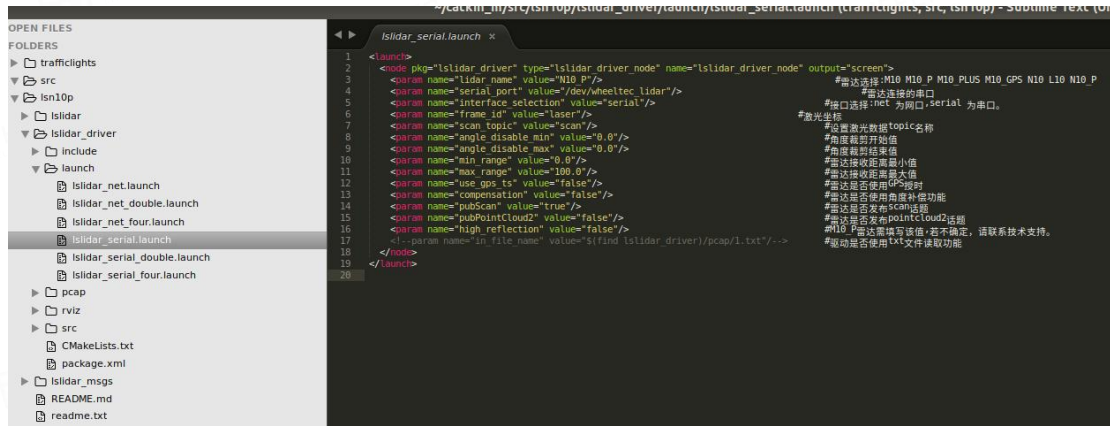 ~/catkin_m/src/lsn10p/lslidar_driver/launch/lslidar_serial.launch (trafficlights, src, lsn10p) - Sublime Text
OPEN FILES
FOLDERS
trafficlights
src
lsn10p
lslidar
lslidar_driver
include
launch
lslidar_net.launch
lslidar_net_double.launch
lslidar_net_four.launch
lslidar_serial.launch
lslidar_serial_double.launch
lslidar_serial_four.launch
pcap
rviz
src
CMakeLists.txt
package.xml
lslidar_msgs
README.md
readme.txt
lslidar_serial.launch ×
1 <launch>
2 <node pkg="lslidar_driver" type="lslidar_driver_node" name="lslidar_driver_node" output="screen">
3 <param name="lidar_name" value="N10_P"/> #雷达选择:M10 M10_P M10_PLUS M10_GPS N10 L10 N10_P
4 <param name="serial_port" value="/dev/wheeltec_lidar"/> #雷达连接的串口
5 <param name="interface_selection" value="serial"/> #接口选择:net 为网口,serial 为串口。
6 <param name="frame_id" value="laser"/> #激光坐标
7 <param name="scan_topic" value="scan"/> #设置激光数据topic名称
8 <param name="angle_disable_min" value="0.0"/> #角度裁剪开始值
9 <param name="angle_disable_max" value="0.0"/> #角度裁剪结束值
10 <param name="min_range" value="0.0"/> #雷达接收距离最小值
11 <param name="max_range" value="100.0"/> #雷达接收距离最大值
12 <param name="use_gps_ts" value="false"/> #雷达是否使用GPS授时
13 <param name="compensation" value="false"/> #雷达是否使用角度补偿功能
14 <param name="pubScan" value="true"/> #雷达是否发布scan话题
15 <param name="pubPointCloud2" value="false"/> #雷达是否发布pointcloud2话题
16 <param name="high_reflection" value="false"/> #M10_P雷达需填写该值,若不确定，请联系技术支持。
17 <!--param name="in_file_name" value="$(find lslidar_driver)/pcap/1.txt"/--> #驱动是否使用txt文件读取功能
18 </node>
19 </launch>
20